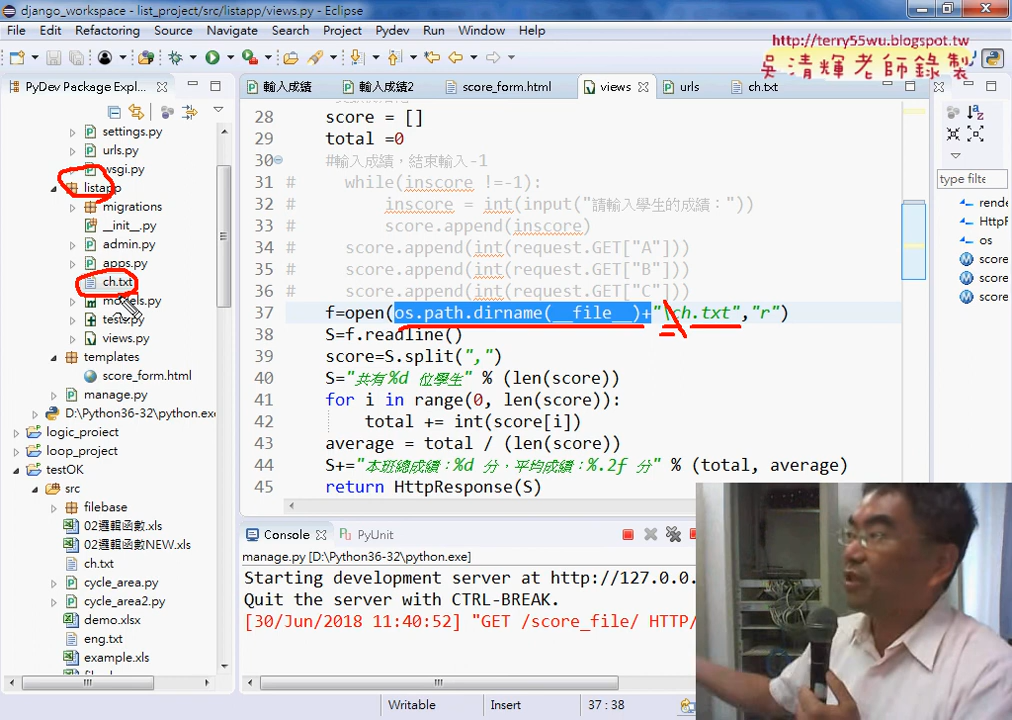 django_workspace - list_project/src/listapp/views.py - Eclipse
File Edit Refactoring Source Navigate Search Project Pydev Run Window Help
http://terry55wu.blogspot.tw
吳清輝老師錄製
PyDev Package Expl...
settings.py
urls.py
wsgi.py
listapp
migrations
__init__.py
admin.py
apps.py
ch.txt
models.py
tests.py
views.py
templates
score_form.html
manage.py
D:\Python36-32\python.exe
logic_project
loop_project
testOK
src
filebase
02邏輯函數.xls
02邏輯函數NEW.xls
ch.txt
cycle_area.py
cycle_area2.py
demo.xlsx
eng.txt
example.xls
輸入成績 輸入成績2 score_form.html views urls ch.txt
28 score = []
29 total =0
30 #輸入成績，結束輸入-1
31 # while(inscore !=-1):
32 # inscore = int(input("請輸入學生的成績："))
33 # score.append(inscore)
34 # score.append(int(request.GET["A"]))
35 # score.append(int(request.GET["B"]))
36 # score.append(int(request.GET["C"]))
37 f=open(os.path.dirname(__file__)+"\ch.txt","r")
38 S=f.readline()
39 score=S.split(",")
40 S="共有%d 位學生" % (len(score))
41 for i in range(0, len(score)):
42 total += int(score[i])
43 average = total / (len(score))
44 S+="本班總成績：%d 分，平均成績：%.2f 分" % (total, average)
45 return HttpResponse(S)
type filte
rende
HttpR
os
score
score
score
Console PyUnit
manage.py [D:\Python36-32\python.exe]
Starting development server at http://127.0.0.
Quit the server with CTRL-BREAK.
[30/Jun/2018 11:40:52] "GET /score_file/ HTTP/
Writable Insert 37 : 38